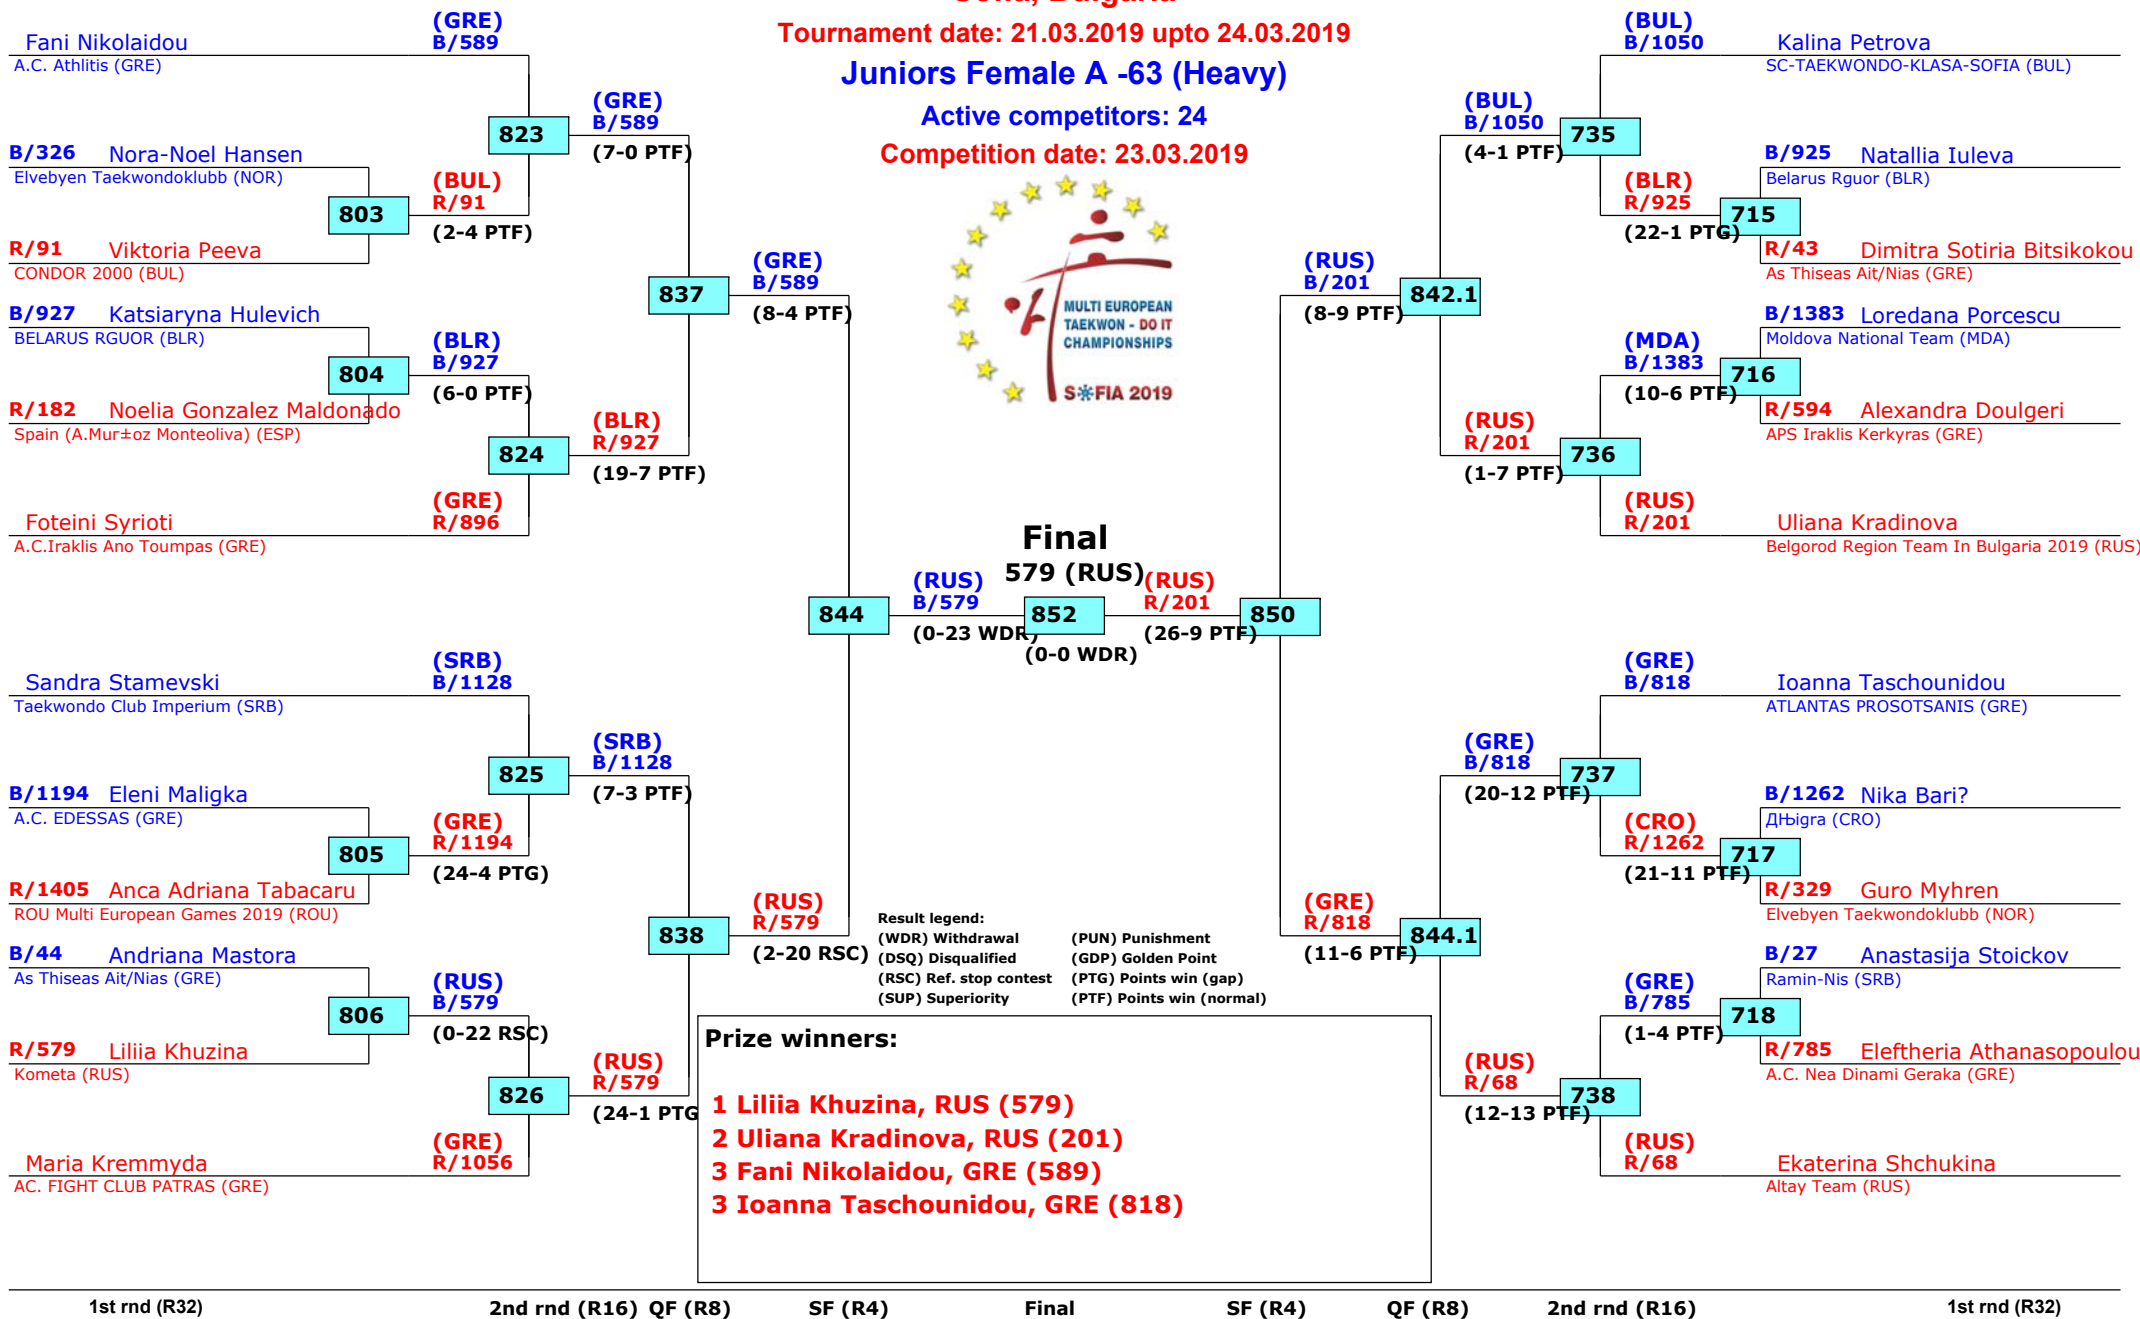 Sofia, Bulgaria
Tournament date: 21.03.2019 upto 24.03.2019
Juniors Female A -63 (Heavy)
Active competitors: 24
Competition date: 23.03.2019
MULTI EUROPEAN
TAEKWON - DO IT
CHAMPIONSHIPS
S*FIA 2019
Fani Nikolaidou
A.C. Athlitis (GRE)
(GRE)
B/589
B/326 Nora-Noel Hansen
Elvebyen Taekwondoklubb (NOR)
803
R/91 Viktoria Peeva
CONDOR 2000 (BUL)
(BUL)
R/91
(2-4 PTF)
823
(GRE)
B/589
(7-0 PTF)
B/927 Katsiaryna Hulevich
BELARUS RGUOR (BLR)
804
R/182 Noelia Gonzalez Maldonado
Spain (A.Mur±oz Monteoliva) (ESP)
(BLR)
B/927
(6-0 PTF)
824
(BLR)
R/927
(19-7 PTF)
Foteini Syrioti
A.C.Iraklis Ano Toumpas (GRE)
(GRE)
R/896
837
(GRE)
B/589
(8-4 PTF)
Sandra Stamevski
Taekwondo Club Imperium (SRB)
(SRB)
B/1128
B/1194 Eleni Maligka
A.C. EDESSAS (GRE)
805
R/1405 Anca Adriana Tabacaru
ROU Multi European Games 2019 (ROU)
(GRE)
R/1194
(24-4 PTG)
825
(SRB)
B/1128
(7-3 PTF)
B/44 Andriana Mastora
As Thiseas Ait/Nias (GRE)
806
R/579 Liliia Khuzina
Kometa (RUS)
(RUS)
B/579
(0-22 RSC)
826
(RUS)
R/579
(24-1 PTG
Maria Kremmyda
AC. FIGHT CLUB PATRAS (GRE)
(GRE)
R/1056
838
(RUS)
R/579
(2-20 RSC)
844
(RUS)
B/579
(0-23 WDR)
Final
579 (RUS)
852
(0-0 WDR)
(RUS)
R/201
(26-9 PTF)
850
(RUS)
B/201
(8-9 PTF)
842.1
(BUL)
B/1050
(4-1 PTF)
735
(BUL)
B/1050
Kalina Petrova
SC-TAEKWONDO-KLASA-SOFIA (BUL)
(BLR)
R/925
(22-1 PTG)
715
B/925 Natallia Iuleva
Belarus Rguor (BLR)
R/43 Dimitra Sotiria Bitsikokou
As Thiseas Ait/Nias (GRE)
(RUS)
R/201
(1-7 PTF)
736
(MDA)
B/1383
(10-6 PTF)
716
B/1383 Loredana Porcescu
Moldova National Team (MDA)
R/594 Alexandra Doulgeri
APS Iraklis Kerkyras (GRE)
(RUS)
R/201
Uliana Kradinova
Belgorod Region Team In Bulgaria 2019 (RUS)
(GRE)
R/818
(11-6 PTF)
844.1
(GRE)
B/818
(20-12 PTF)
737
(GRE)
B/818
Ioanna Taschounidou
ATLANTAS PROSOTSANIS (GRE)
(CRO)
R/1262
(21-11 PTF)
717
B/1262 Nika Bari?
ДЊigra (CRO)
R/329 Guro Myhren
Elvebyen Taekwondoklubb (NOR)
(RUS)
R/68
(12-13 PTF)
738
(GRE)
B/785
(1-4 PTF)
718
B/27 Anastasija Stoickov
Ramin-Nis (SRB)
R/785 Eleftheria Athanasopoulou
A.C. Nea Dinami Geraka (GRE)
(RUS)
R/68
Ekaterina Shchukina
Altay Team (RUS)
Result legend:
(WDR) Withdrawal (PUN) Punishment
(DSQ) Disqualified (GDP) Golden Point
(RSC) Ref. stop contest (PTG) Points win (gap)
(SUP) Superiority (PTF) Points win (normal)
Prize winners:
1 Liliia Khuzina, RUS (579)
2 Uliana Kradinova, RUS (201)
3 Fani Nikolaidou, GRE (589)
3 Ioanna Taschounidou, GRE (818)
1st rnd (R32) 2nd rnd (R16) QF (R8) SF (R4) Final SF (R4) QF (R8) 2nd rnd (R16) 1st rnd (R32)